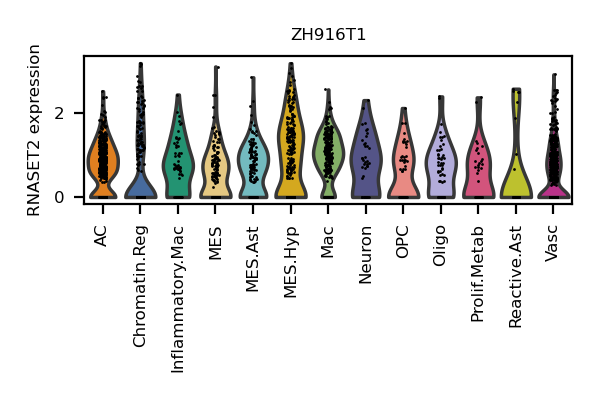 ZH916T1
RNASET2 expression
2
0
AC
Chromatin.Reg
Inflammatory.Mac
MES
MES.Ast
MES.Hyp
Mac
Neuron
OPC
Oligo
Prolif.Metab
Reactive.Ast
Vasc